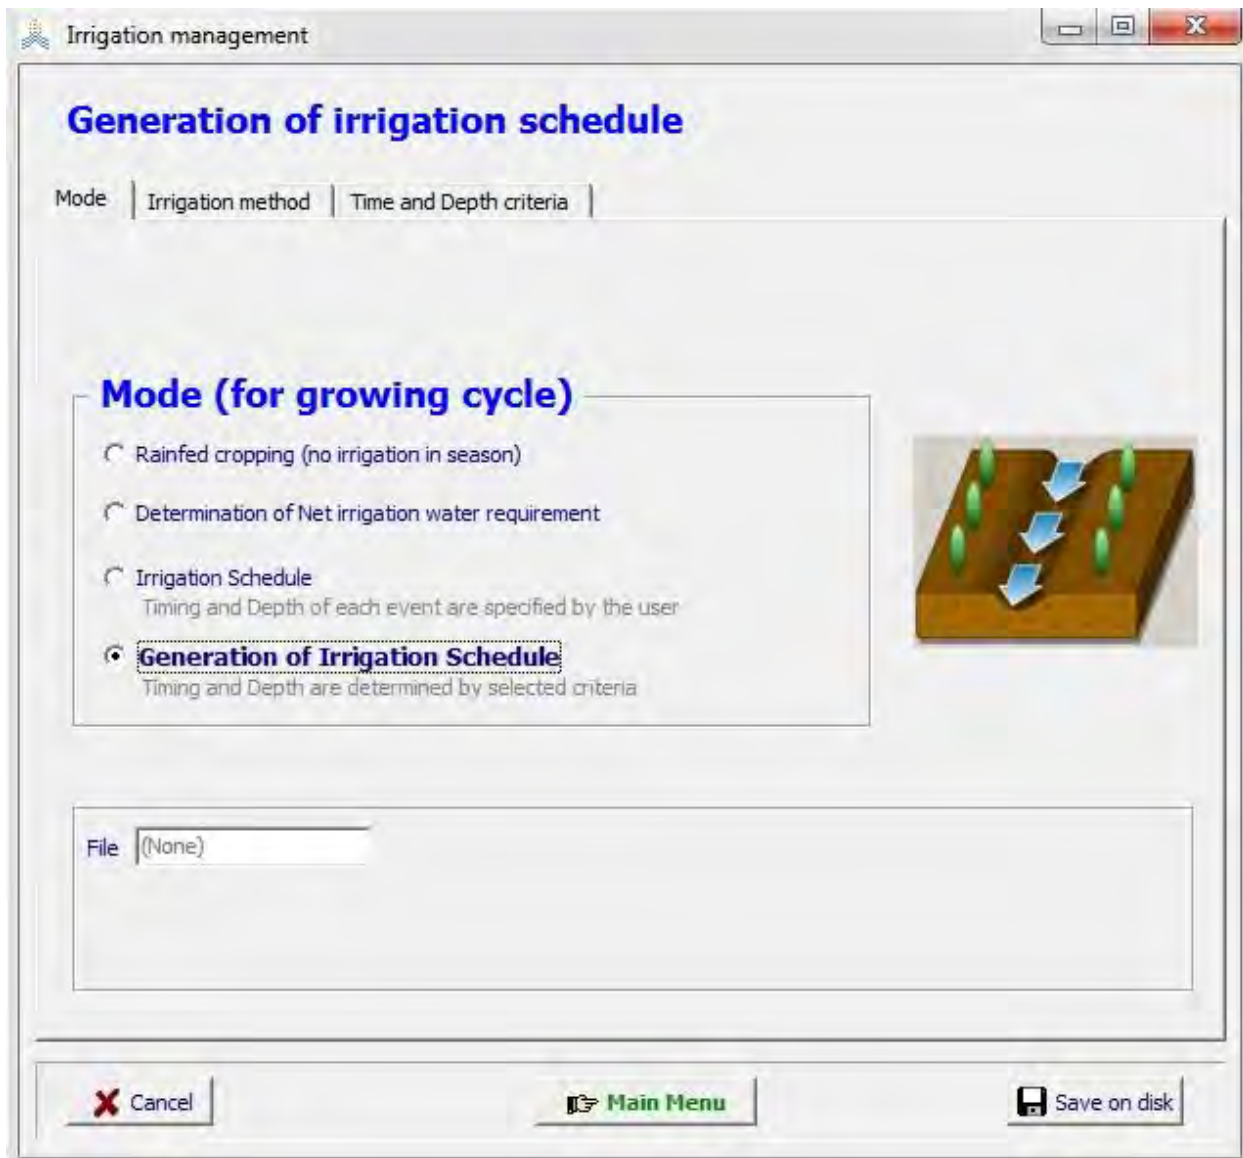 Irrigation management
Generation of irrigation schedule
Mode
Irrigation method
Time and Depth criteria
Mode (for growing cycle)
Rainfed cropping (no irrigation in season)
Determination of Net irrigation water requirement
Irrigation Schedule
Timing and Depth of each event are specified by the user
Generation of Irrigation Schedule
Timing and Depth are determined by selected criteria
File (None)
Cancel
Main Menu
Save on disk